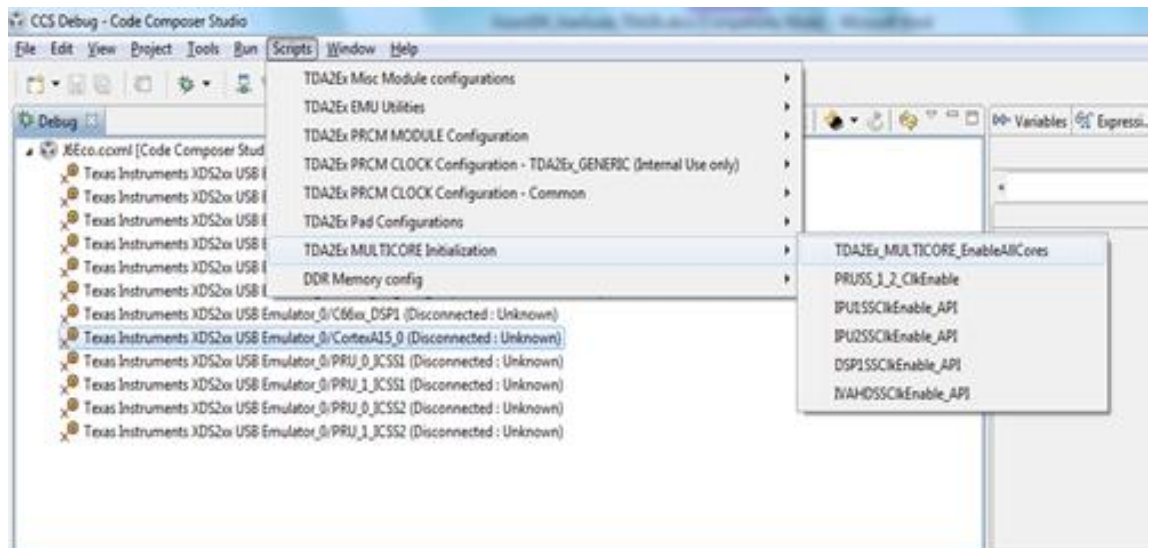 CCS Debug - Code Composer Studio
File Edit View Project Tools Run Scripts Window Help
TDA2Ex Misc Module configurations
TDA2Ex EMU Utilities
TDA2Ex PRCM MODULE Configuration
TDA2Ex PRCM CLOCK Configuration - TDA2Ex_GENERIC (Internal Use only)
TDA2Ex PRCM CLOCK Configuration - Common
TDA2Ex Pad Configurations
TDA2Ex MULTICORE Initialization
DDR Memory config
TDA2Ex_MULTICORE_EnableAllCores
PRUSS_1_2_ClkEnable
IPU1SSClkEnable_API
IPU2SSClkEnable_API
DSP1SSClkEnable_API
IVAHDSSClkEnable_API
Debug
Variables Expressi...
J6Eco.ccxml [Code Composer Stud
Texas Instruments XDS2xx USB E
Texas Instruments XDS2xx USB E
Texas Instruments XDS2xx USB E
Texas Instruments XDS2xx USB E
Texas Instruments XDS2xx USB E
Texas Instruments XDS2xx USB E
Texas Instruments XDS2xx USB Emulator_0/C66xx_DSP1 (Disconnected : Unknown)
Texas Instruments XDS2xx USB Emulator_0/CortexA15_0 (Disconnected : Unknown)
Texas Instruments XDS2xx USB Emulator_0/PRU_0_ICSS1 (Disconnected : Unknown)
Texas Instruments XDS2xx USB Emulator_0/PRU_1_ICSS1 (Disconnected : Unknown)
Texas Instruments XDS2xx USB Emulator_0/PRU_0_ICSS2 (Disconnected : Unknown)
Texas Instruments XDS2xx USB Emulator_0/PRU_1_ICSS2 (Disconnected : Unknown)